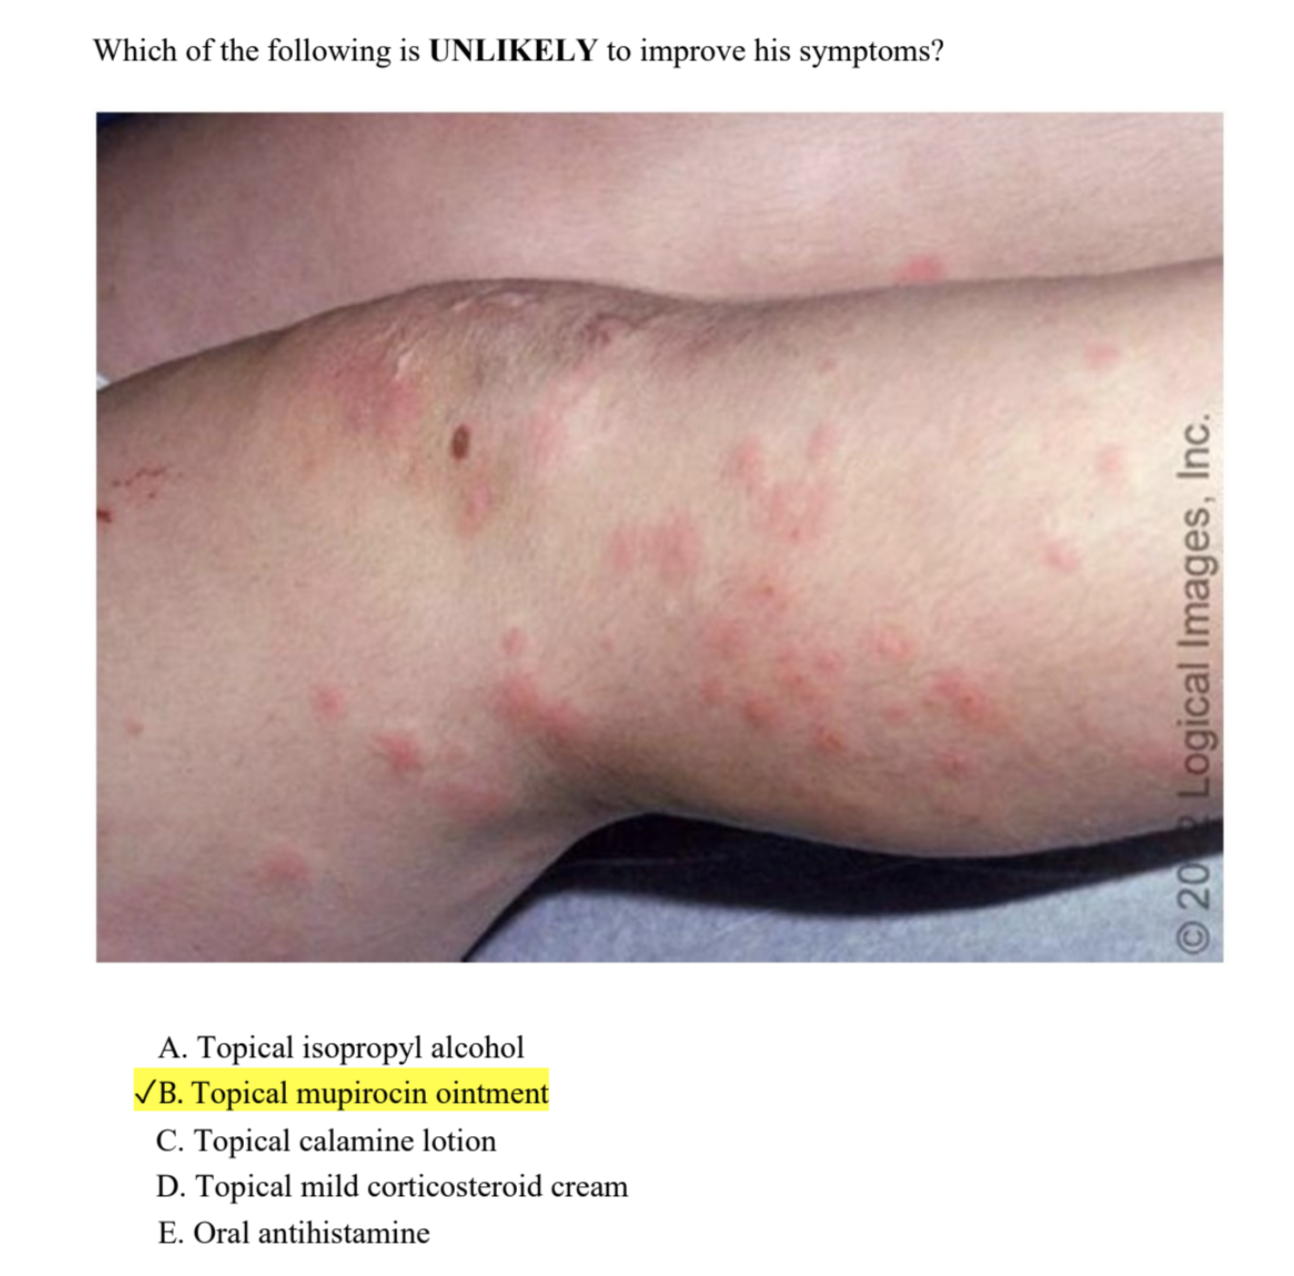 Which of the following is UNLIKELY to improve his symptoms?
Logical Images, Inc.
A. Topical isopropyl alcohol
✓B. Topical mupirocin ointment
C. Topical calamine lotion
D. Topical mild corticosteroid cream
E. Oral antihistamine